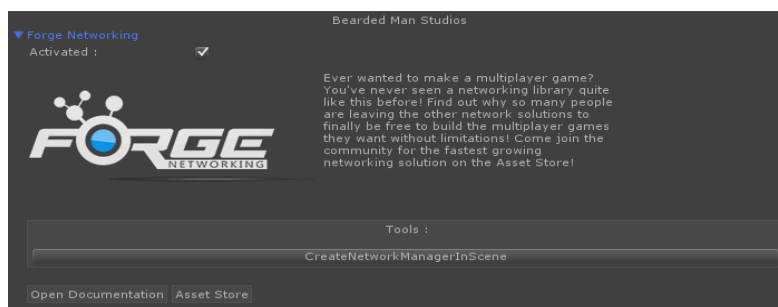 Bearded Man Studios
Forge Networking
Activated :
FORGE
NETWORKING
Ever wanted to make a multiplayer game?
You've never seen a networking library quite
like this before! Find out why so many people
are leaving the other network solutions to
finally be free to build the multiplayer games
they want without limitations! Come join the
community for the fastest growing
networking solution on the Asset Store!
Tools :
CreateNetworkManagerInScene
Open Documentation Asset Store